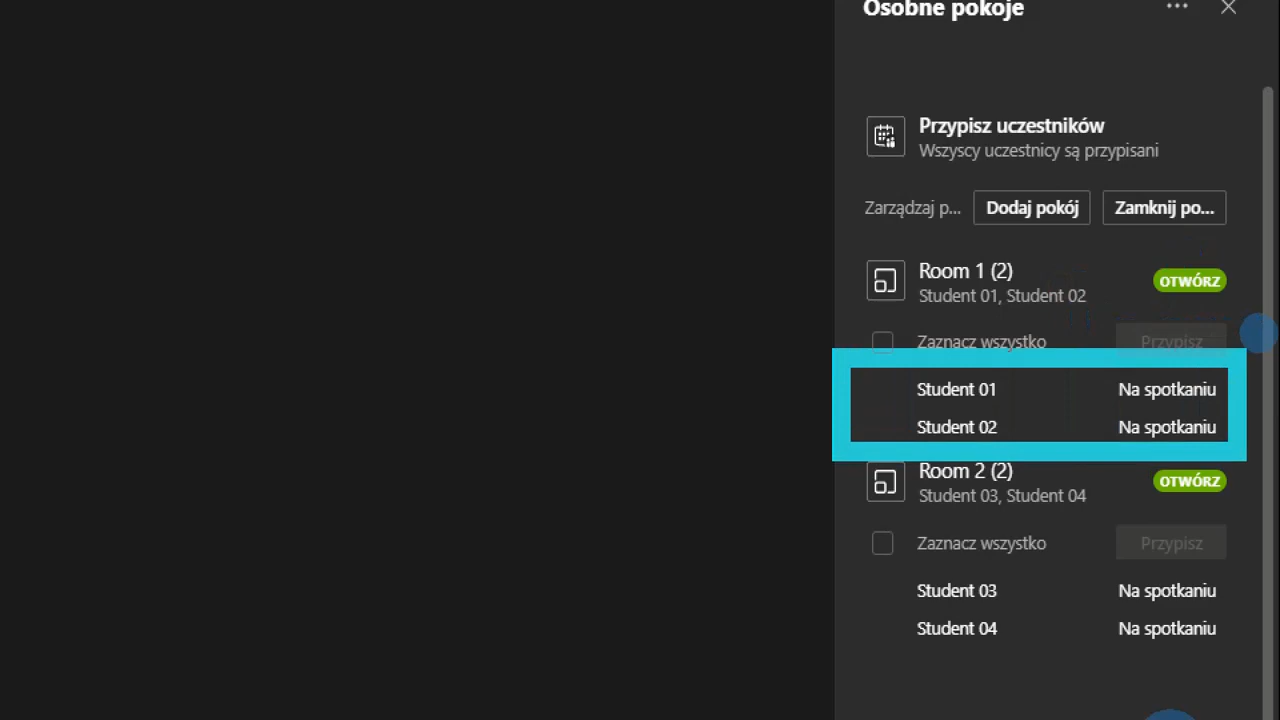 Osobne pokoje
Przypisz uczestników
Wszyscy uczestnicy są przypisani
Zarządzaj p... Dodaj pokój Zamknij po...
Room 1 (2) OTWÓRZ
Student 01, Student 02
Zaznacz wszystko Przypisz
Student 01 Na spotkaniu
Student 02 Na spotkaniu
Room 2 (2) OTWÓRZ
Student 03, Student 04
Zaznacz wszystko Przypisz
Student 03 Na spotkaniu
Student 04 Na spotkaniu